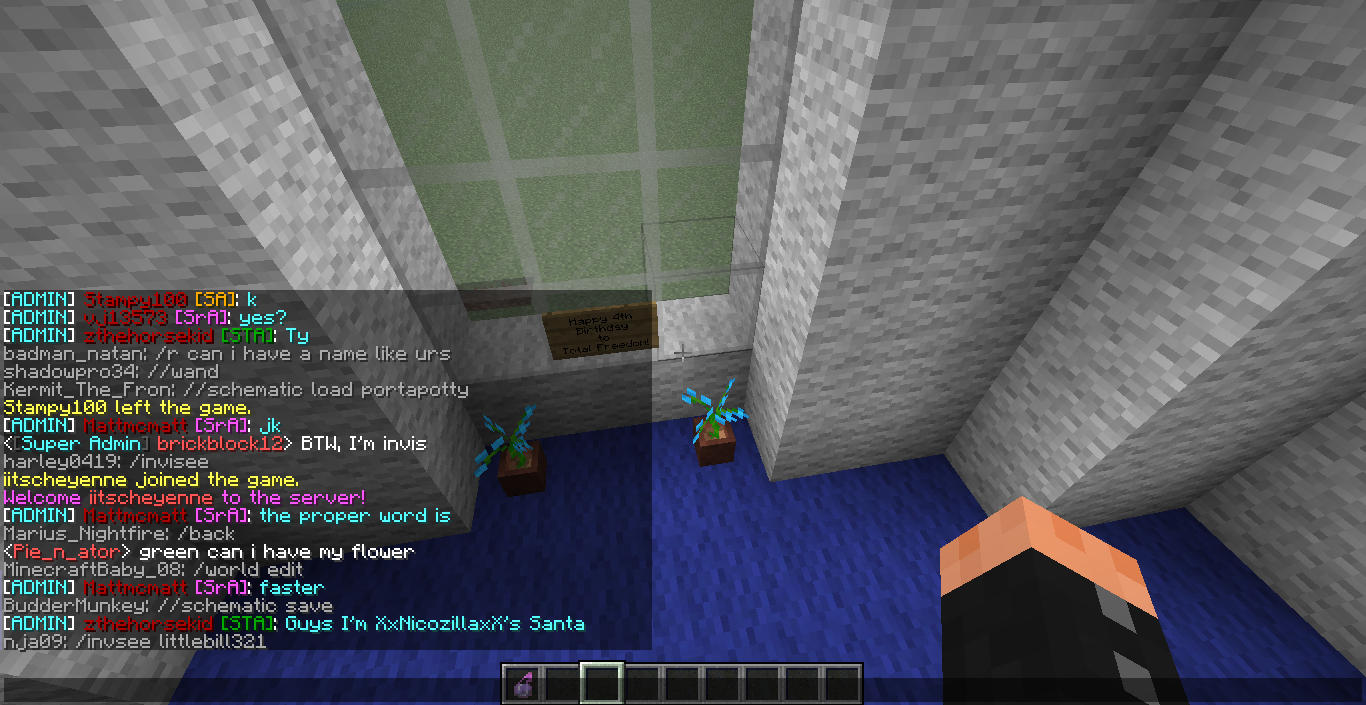 [ADMIN] Stampy100 [SA]: k
[ADMIN] vj13573 [SrA]: yes?
[ADMIN] zthehorsekid [STA]: Ty
badman_natan: /r can i have a name like urs
shadowpro34: //wand
Kermit_The_Fron: //schematic load portapotty
Stampy100 left the game.
[ADMIN] Mattmcmatt [SrA]: jk
<[Super Admin] brickblock12> BTW, I'm invis
harley0419: /invisee
iitscheyenne joined the game.
Welcome iitscheyenne to the server!
[ADMIN] Mattmcmatt [SrA]: the proper word is
Marius_Nightfire: /back
<Pie_n_ator> green can i have my flower
MinecraftBaby_08: /world edit
[ADMIN] Mattmcmatt [SrA]: faster
BudderMunkey: //schematic save
[ADMIN] zthehorsekid [STA]: Guys I'm XxNicozillaxX's Santa
nja09: /invsee littlebill321
Happy 4th
Birthday
to
Total Freedom!